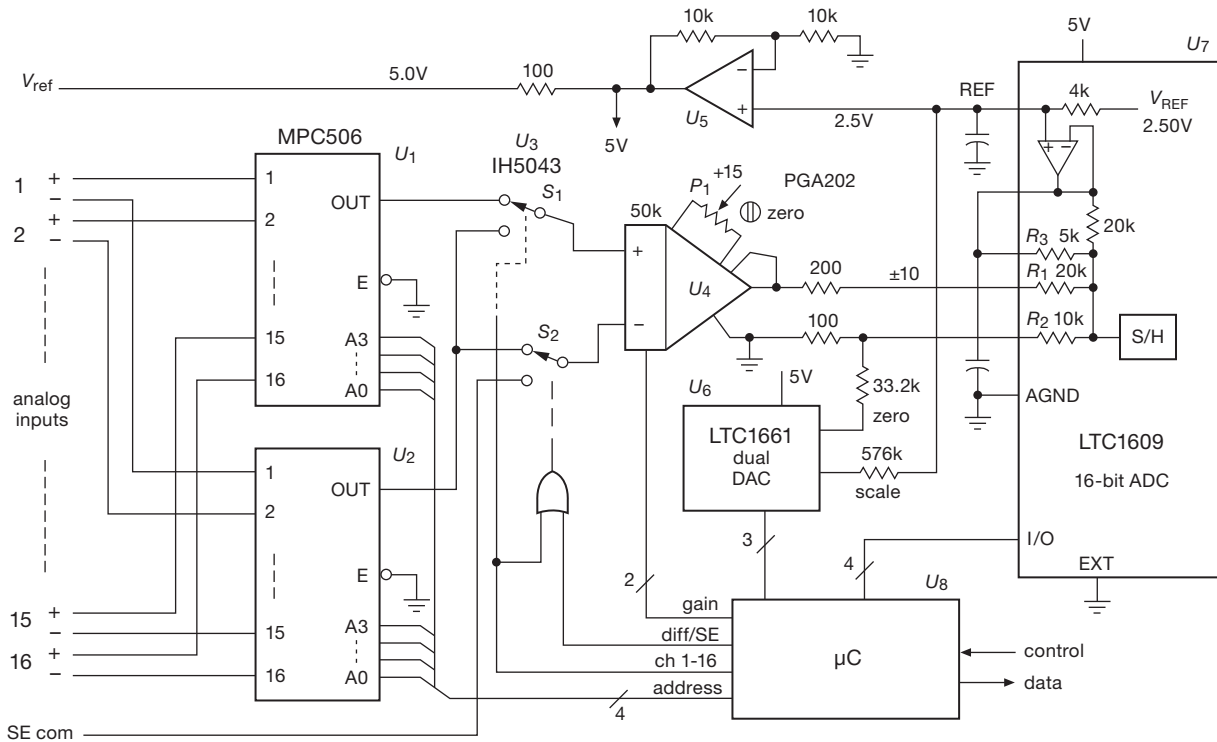 10k 10k
5V
U7
Vref
5.0V
100
U5
2.5V
5V
REF
4k
VREF
2.50V
MPC506
U1
U3
IH5043
S1
P1
+15
PGA202
zero
1 + −
2 + −
1
2
OUT
E
15
16
A3
A0
50k
+
−
U4
200
±10
20k
R3 5k
R1 20k
R2 10k
S/H
100
S2
33.2k
zero
U6
5V
LTC1661
dual
DAC
576k
scale
AGND
LTC1609
16-bit ADC
I/O
EXT
analog
inputs
U2
1
2
OUT
E
15
16
A3
A0
15 + −
16 + −
SE com
2
3
4
4
gain
diff/SE
ch 1-16
address
U8
µC
control
data